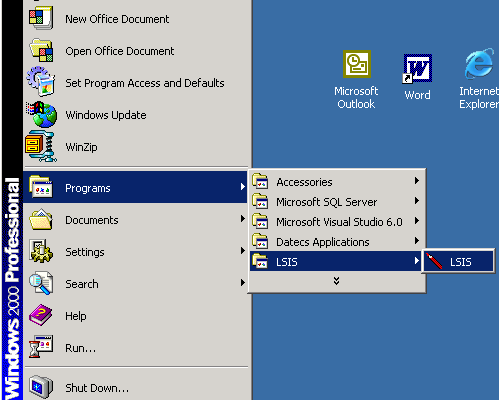 New Office Document
Open Office Document
Set Program Access and Defaults
Windows Update
WinZip
Programs
Documents
Settings
Search
Help
Run...
Shut Down...
Windows 2000 Professional
Accessories
Microsoft SQL Server
Microsoft Visual Studio 6.0
Datecs Applications
LSIS
LSIS
Microsoft
Outlook
Word
Internet
Explorer